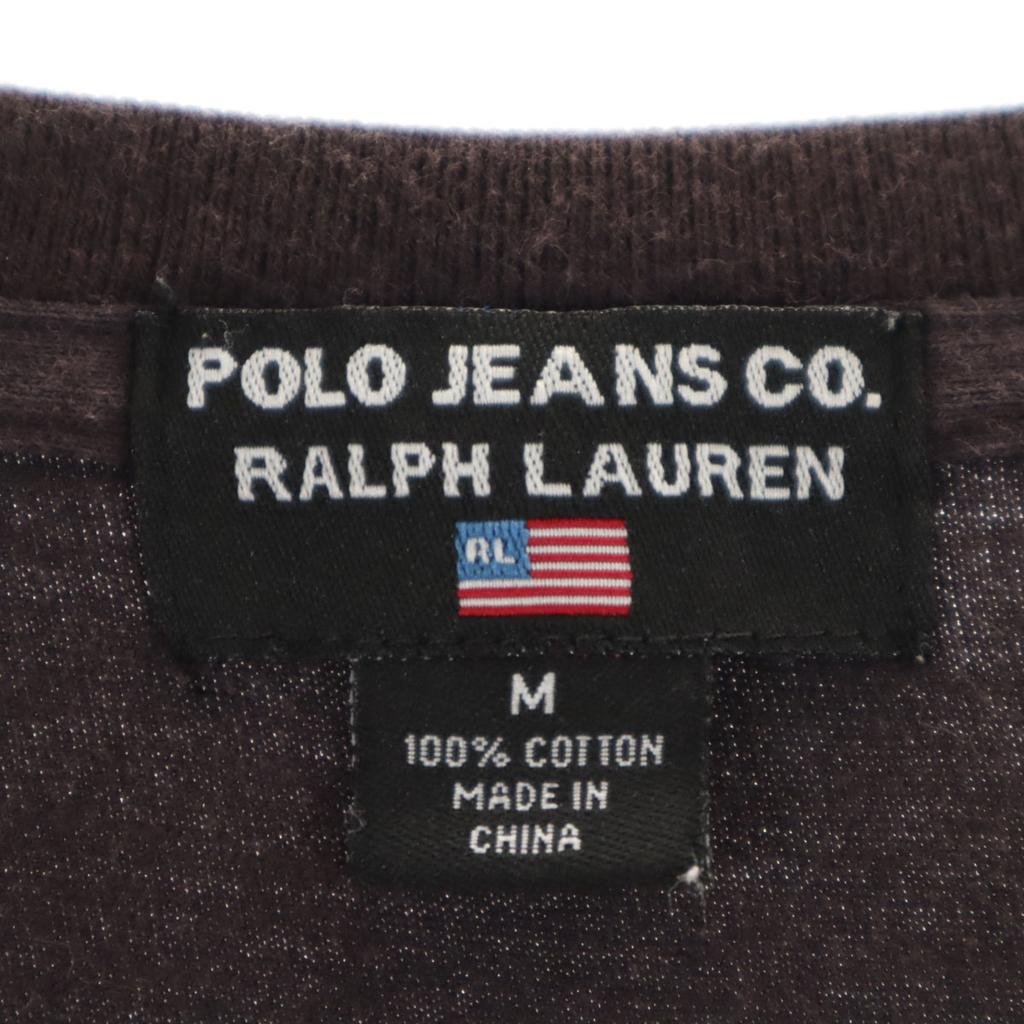 POLO JEANS CO.
RALPH LAUREN
RL
M
100% COTTON
MADE IN
CHINA